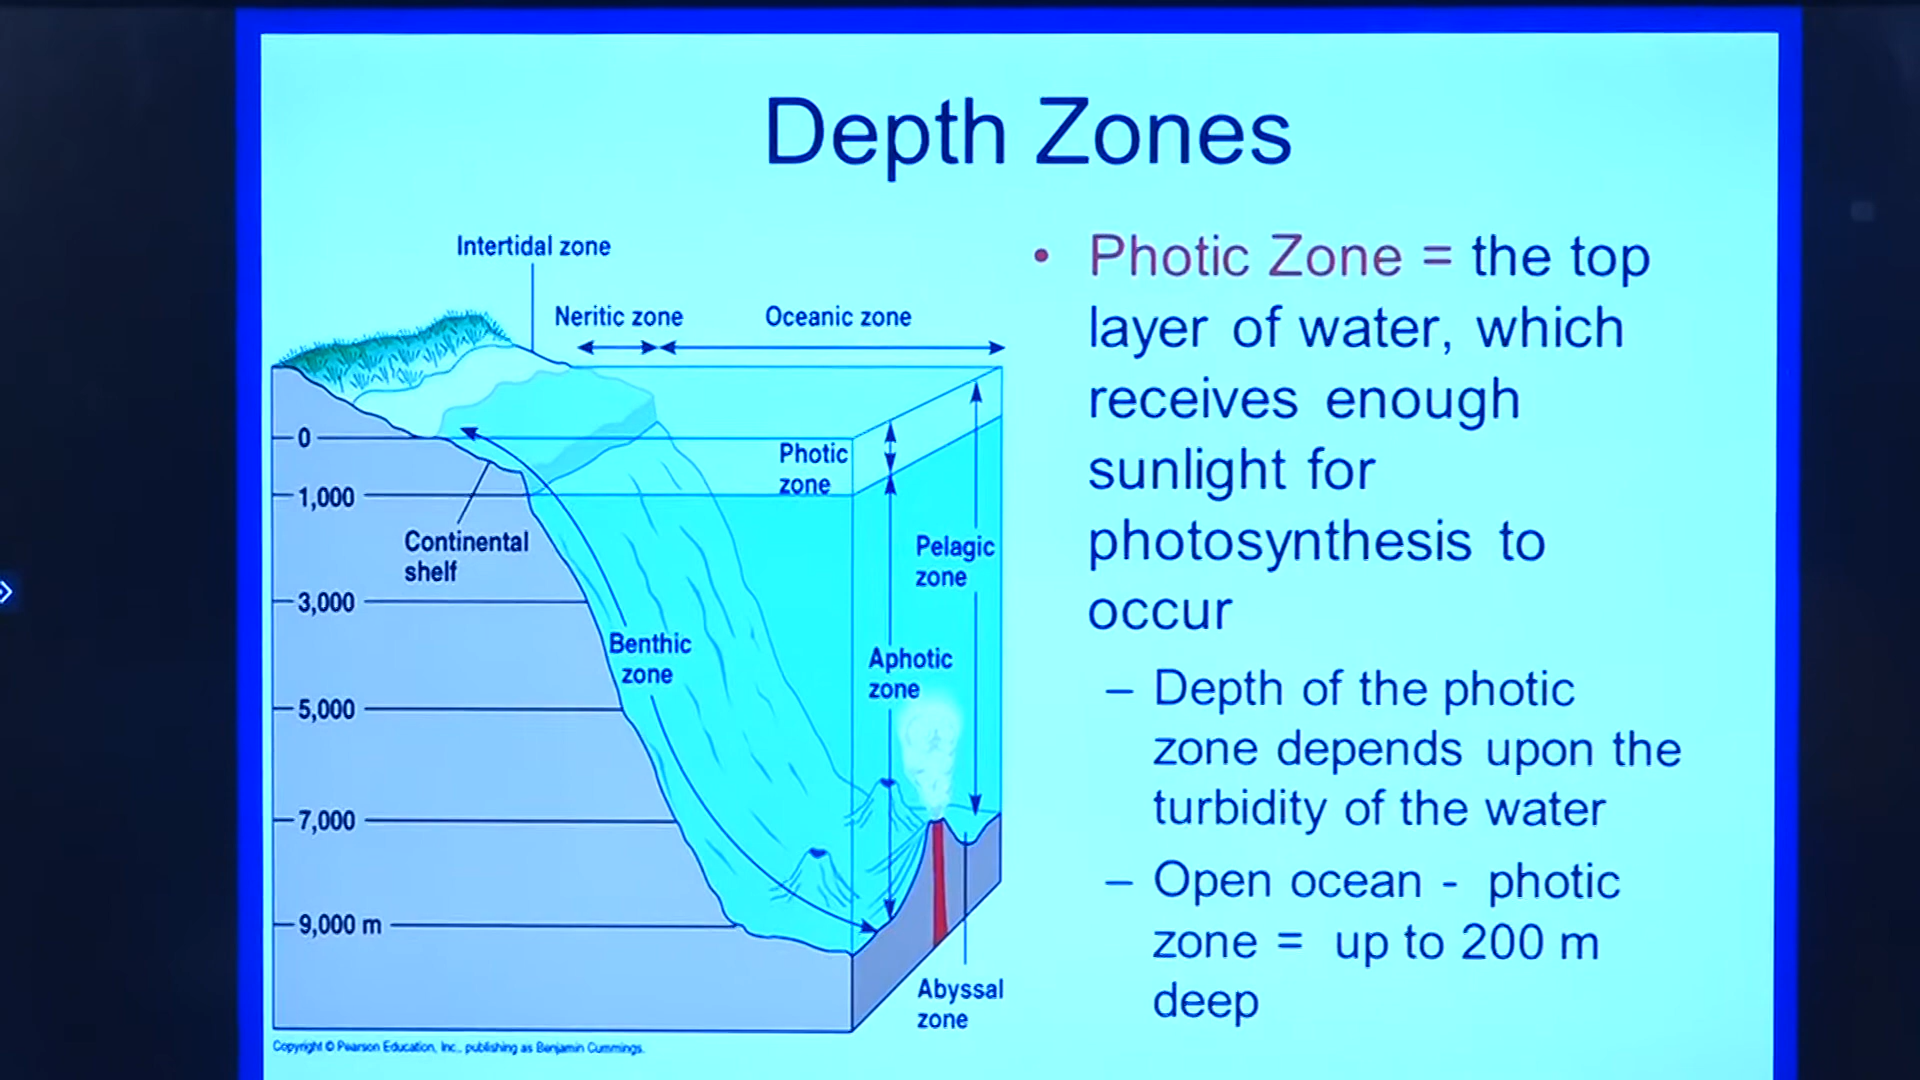 Depth Zones
Intertidal zone
Neritic zone
Oceanic zone
0
1,000
3,000
5,000
7,000
9,000 m
Continental
shelf
Photic
zone
Pelagic
zone
Benthic
zone
Aphotic
zone
Abyssal
zone
Copyright © Pearson Education, Inc., publishing as Benjamin Cummings.
• Photic Zone = the top
layer of water, which
receives enough
sunlight for
photosynthesis to
occur
– Depth of the photic
zone depends upon the
turbidity of the water
– Open ocean - photic
zone = up to 200 m
deep